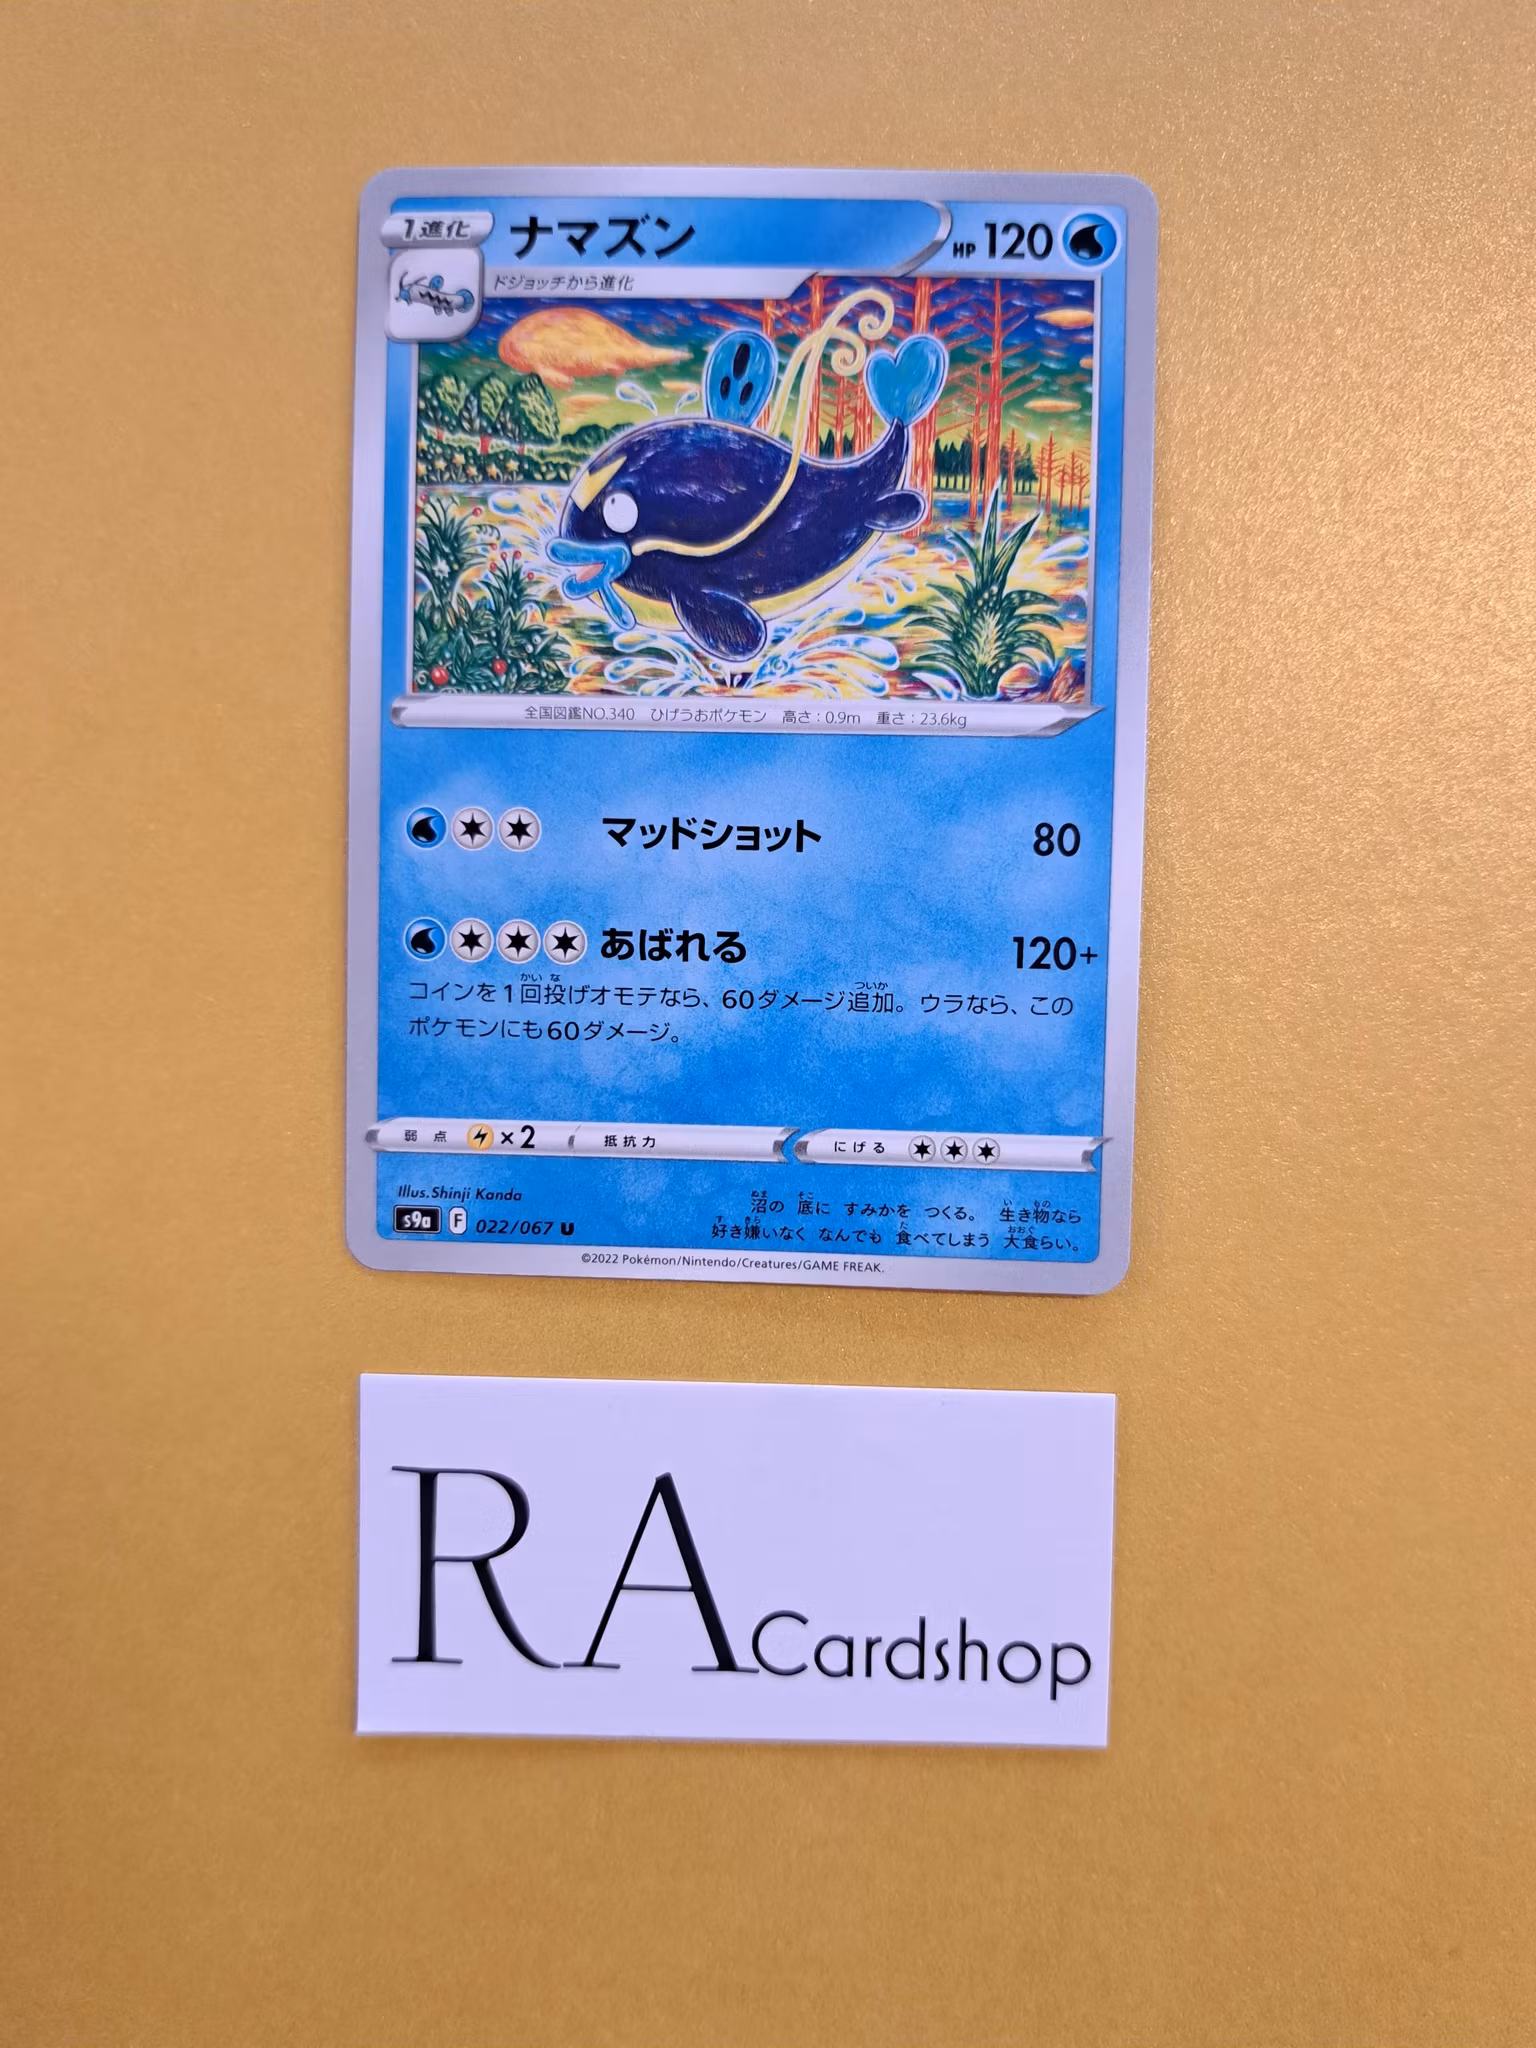 1進化
ナマズン
HP 120
ドジョッチから進化
全国図鑑NO.340 ひげうおポケモン 高さ:0.9m 重さ:23.6kg
マッドショット 80
あばれる 120+
コインを1回投げオモテなら、60ダメージ追加。ウラなら、この
ポケモンにも60ダメージ。
弱点 ×2 抵抗力 にげる
Illus.Shinji Kanda
s9a F 022/067 U
沼の 底に すみかを つくる。 生き物なら
好き嫌いなく なんでも 食べてしまう 大食らい。
©2022 Pokémon/Nintendo/Creatures/GAME FREAK.
RA Cardshop